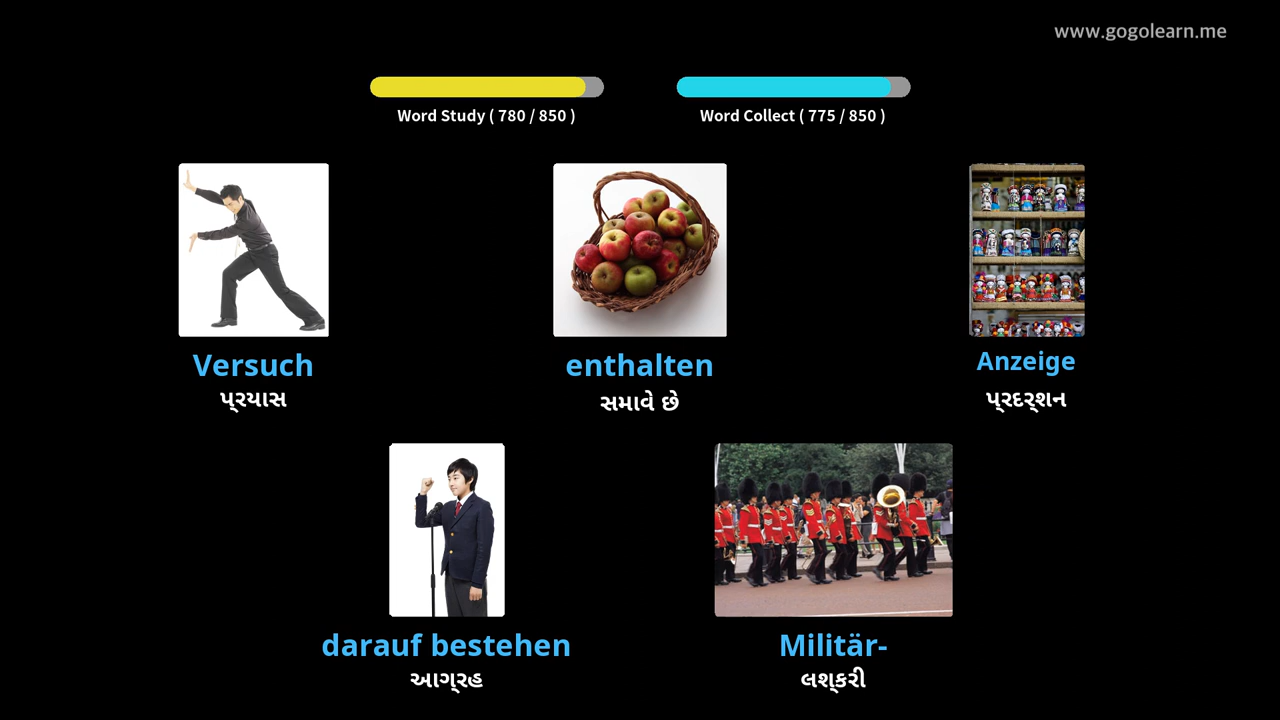 www.gogolearn.me
Word Study ( 780 / 850 )
Word Collect ( 775 / 850 )
Versuch
પ્રયાસ
enthalten
સમાવે છે
Anzeige
પ્રદર્શન
darauf bestehen
આગ્રહ
Militär-
લશ્કરી